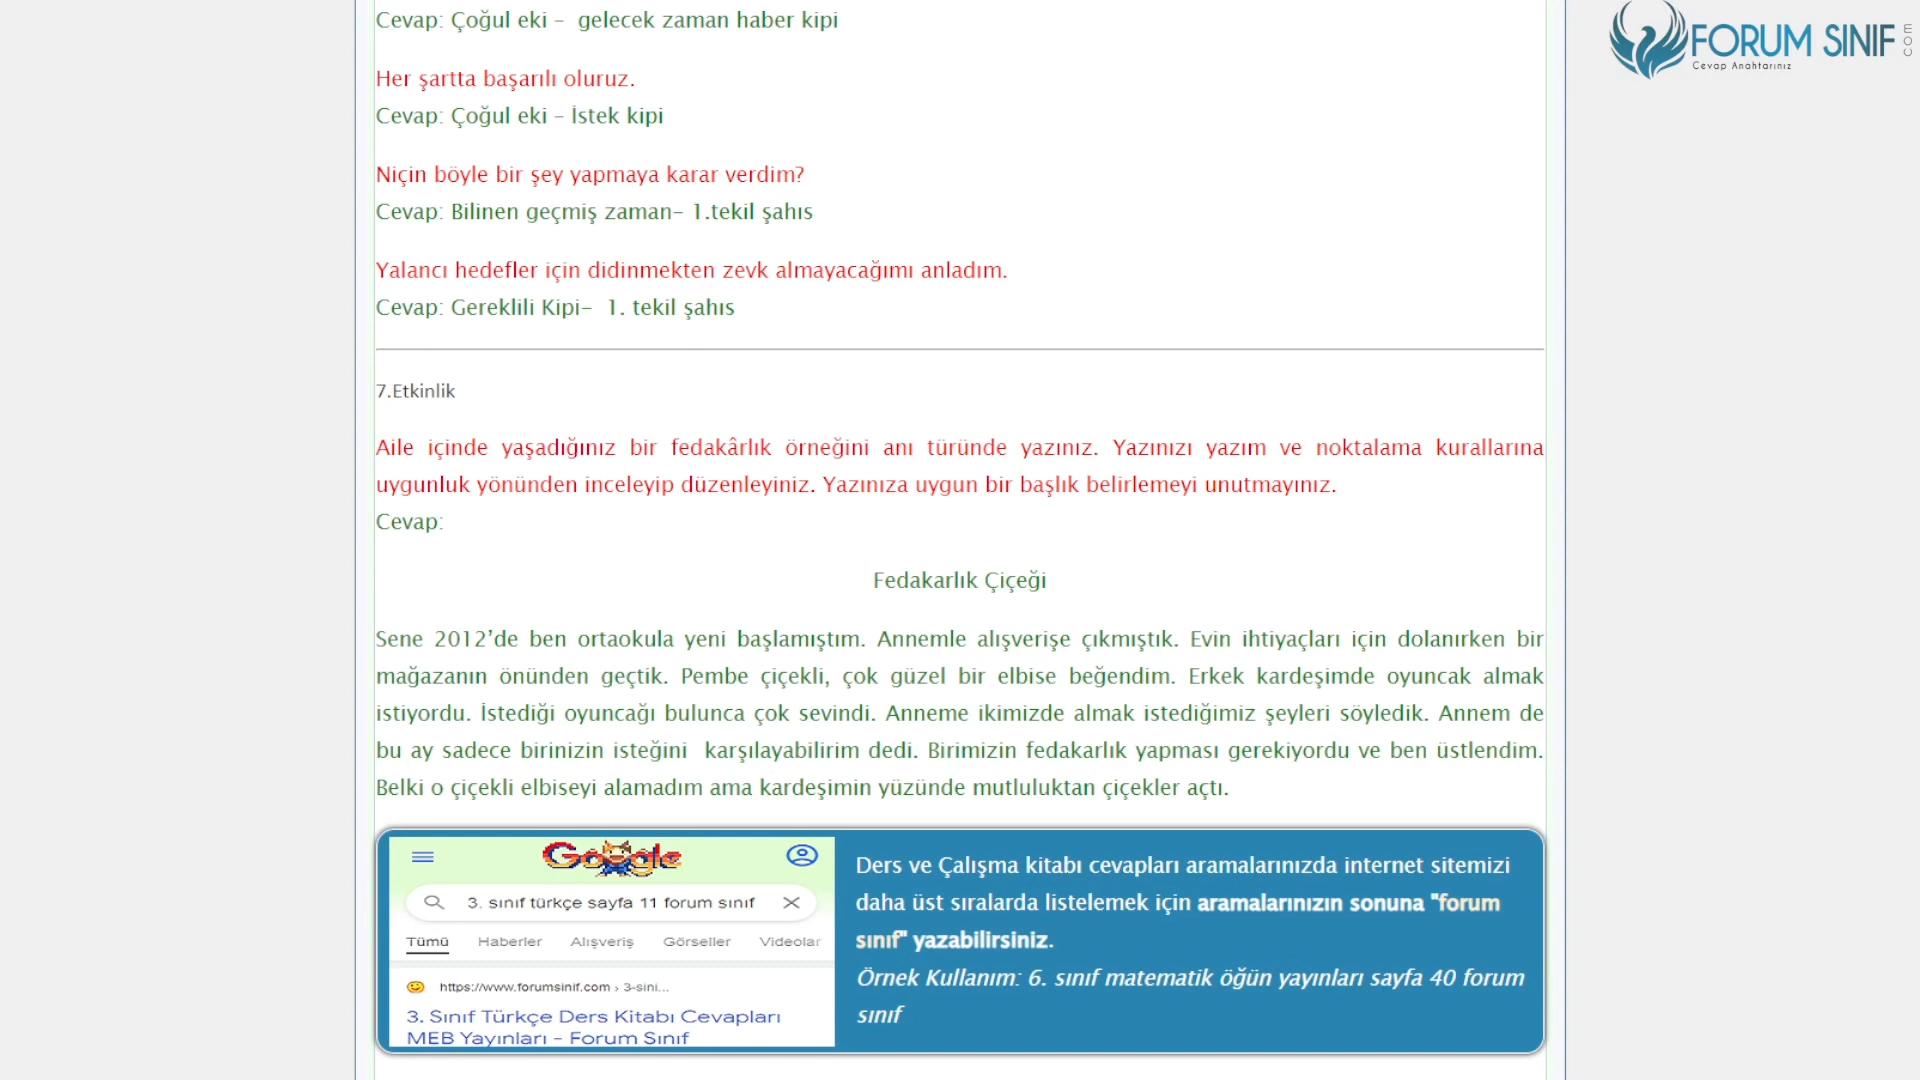 Cevap: Çoğul eki – gelecek zaman haber kipi
FORUM SINIF
com
Cevap Anahtarınız
Her şartta başarılı oluruz.
Cevap: Çoğul eki – İstek kipi
Niçin böyle bir şey yapmaya karar verdim?
Cevap: Bilinen geçmiş zaman– 1.tekil şahıs
Yalancı hedefler için didinmekten zevk almayacağımı anladım.
Cevap: Gereklili Kipi– 1. tekil şahıs
7.Etkinlik
Aile içinde yaşadığınız bir fedakârlık örneğini anı türünde yazınız. Yazınızı yazım ve noktalama kurallarına
uygunluk yönünden inceleyip düzenleyiniz. Yazınıza uygun bir başlık belirlemeyi unutmayınız.
Cevap:
Fedakarlık Çiçeği
Sene 2012’de ben ortaokula yeni başlamıştım. Annemle alışverişe çıkmıştık. Evin ihtiyaçları için dolanırken bir
mağazanın önünden geçtik. Pembe çiçekli, çok güzel bir elbise beğendim. Erkek kardeşimde oyuncak almak
istiyordu. İstediği oyuncağı bulunca çok sevindi. Anneme ikimizde almak istediğimiz şeyleri söyledik. Annem de
bu ay sadece birinizin isteğini karşılayabilirim dedi. Birimizin fedakarlık yapması gerekiyordu ve ben üstlendim.
Belki o çiçekli elbiseyi alamadım ama kardeşimin yüzünde mutluluktan çiçekler açtı.
Google
3. sınıf türkçe sayfa 11 forum sınıf
Tümü Haberler Alışveriş Görseller Videolar
https://www.forumsinif.com › 3-sini...
3. Sınıf Türkçe Ders Kitabı Cevapları
MEB Yayınları – Forum Sınıf
Ders ve Çalışma kitabı cevapları aramalarınızda internet sitemizi
daha üst sıralarda listelemek için aramalarınızın sonuna "forum
sınıf" yazabilirsiniz.
Örnek Kullanım: 6. sınıf matematik öğün yayınları sayfa 40 forum
sınıf